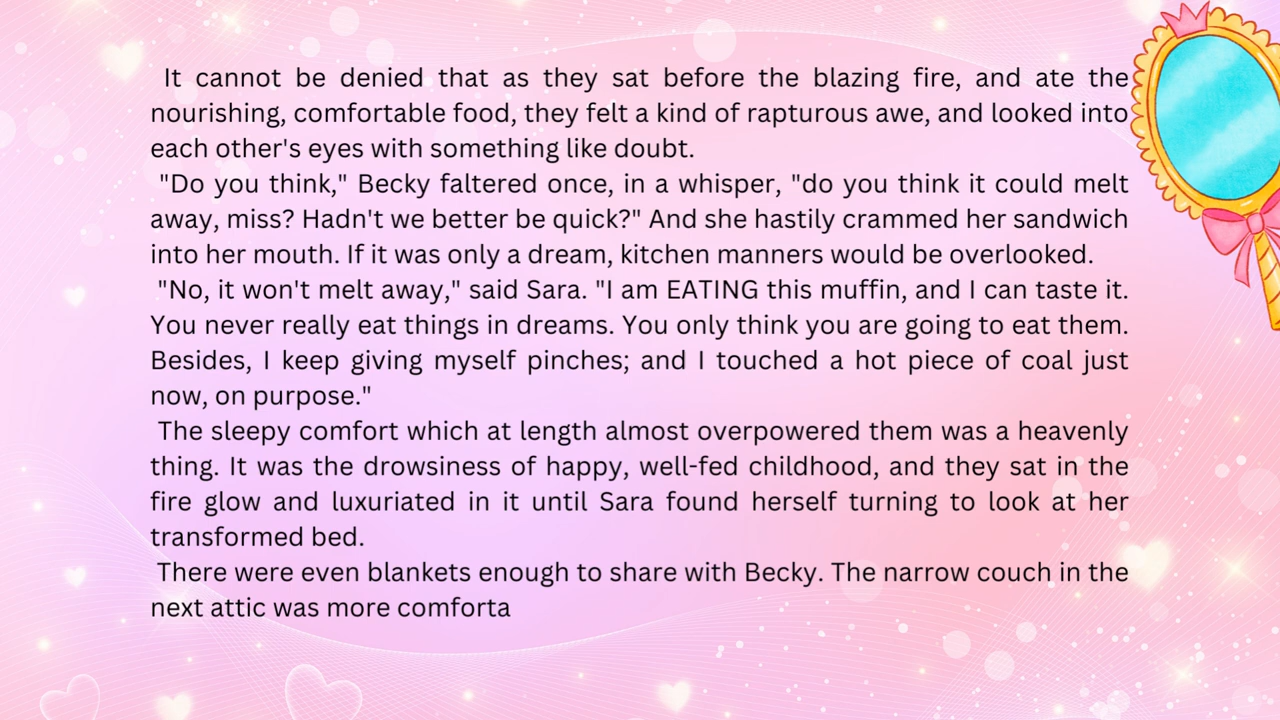 It cannot be denied that as they sat before the blazing fire, and ate the
nourishing, comfortable food, they felt a kind of rapturous awe, and looked into
each other's eyes with something like doubt.
"Do you think," Becky faltered once, in a whisper, "do you think it could melt
away, miss? Hadn't we better be quick?" And she hastily crammed her sandwich
into her mouth. If it was only a dream, kitchen manners would be overlooked.
"No, it won't melt away," said Sara. "I am EATING this muffin, and I can taste it.
You never really eat things in dreams. You only think you are going to eat them.
Besides, I keep giving myself pinches; and I touched a hot piece of coal just
now, on purpose."
The sleepy comfort which at length almost overpowered them was a heavenly
thing. It was the drowsiness of happy, well-fed childhood, and they sat in the
fire glow and luxuriated in it until Sara found herself turning to look at her
transformed bed.
There were even blankets enough to share with Becky. The narrow couch in the
next attic was more comforta